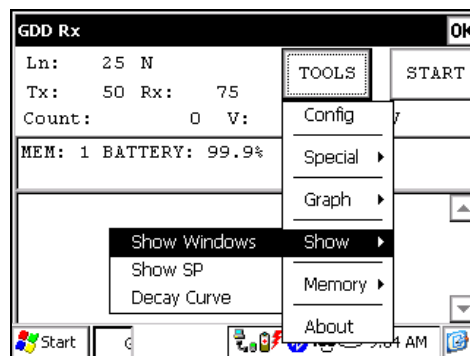 GDD Rx OK
Ln: 25 N
TOOLS
START
Tx: 50 Rx: 75
Count: 0 V:
MEM: 1 BATTERY: 99.9%
Config
Special
Graph
Show
Memory
About
Show Windows
Show SP
Decay Curve
Start
AM